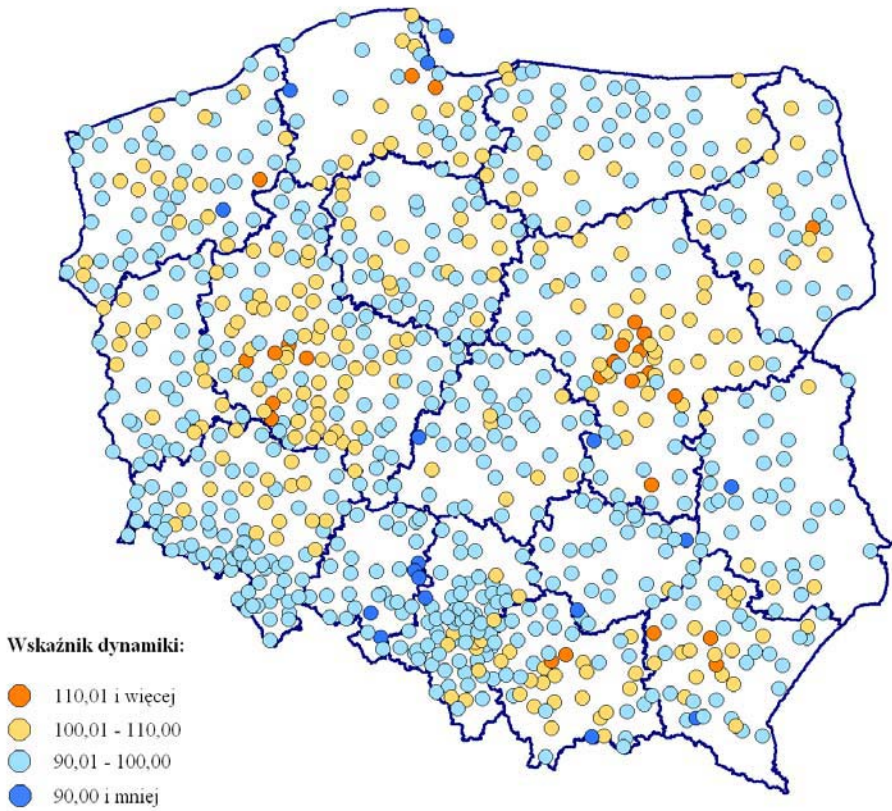 Wskaźnik dynamiki:
110,01 i więcej
100,01 - 110,00
90,01 - 100,00
90,00 i mniej